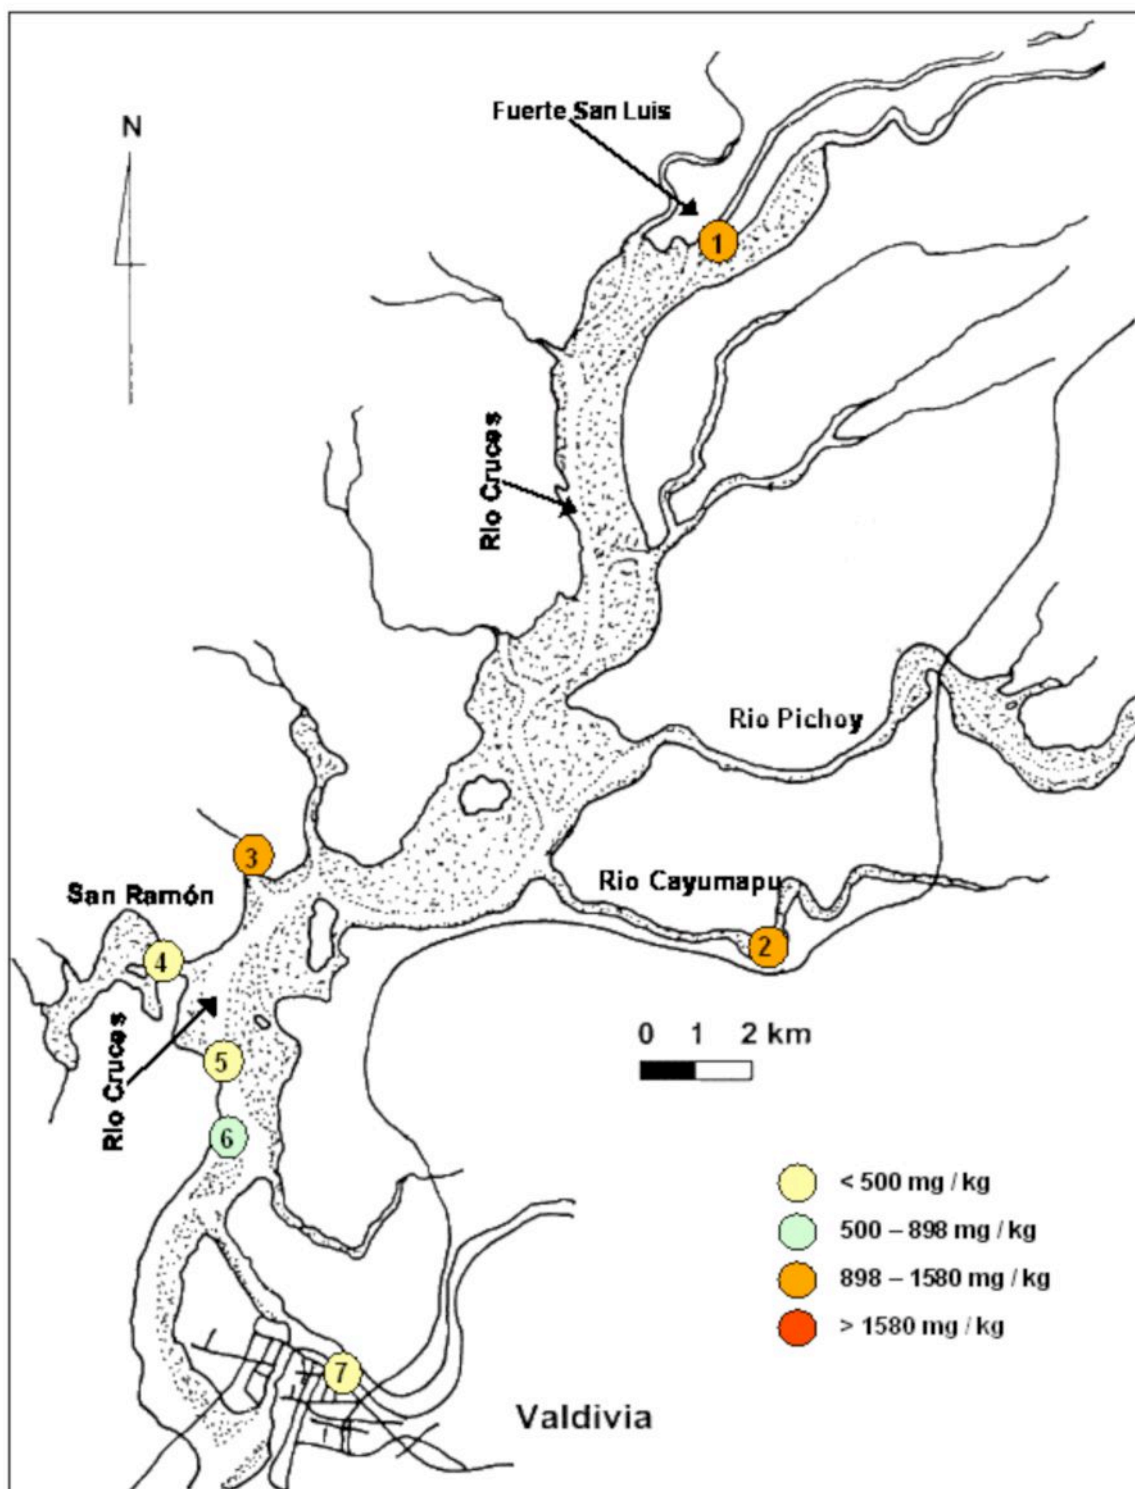 Fuerte San Luis
N
1
Rio Cruces
Rio Pichoy
3
Rio Cayumapu
San Ramón
2
4
0 1 2 km
5
Rio Cruces
6
< 500 mg / kg
500 – 898 mg / kg
898 – 1580 mg / kg
> 1580 mg / kg
7
Valdivia